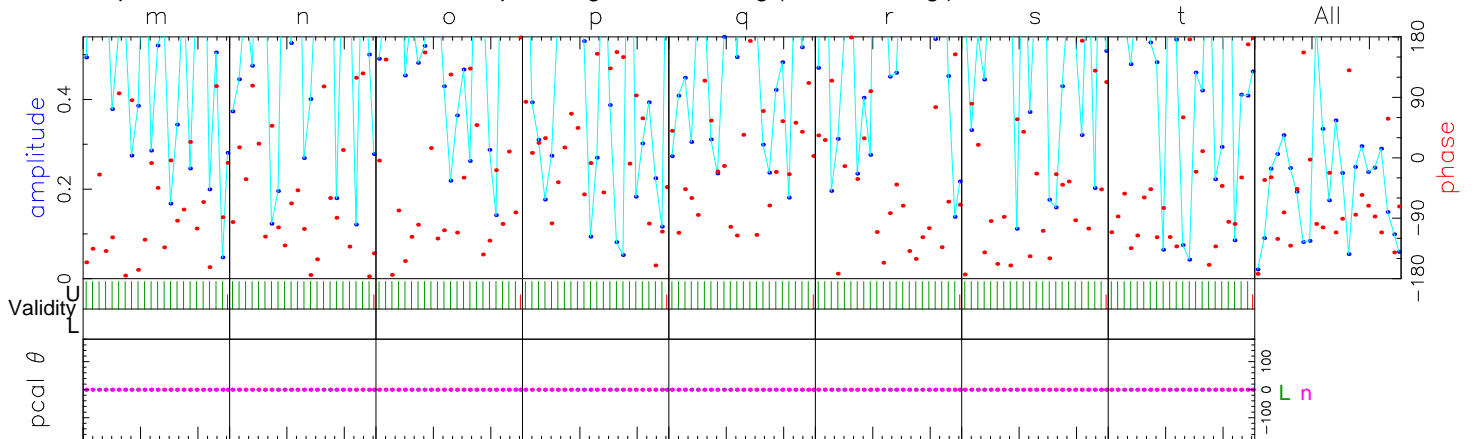 m n o p q r s t All
amplitude
0.4
0.2
0
180
90
0
-90
-180
phase
U
Validity
L
pcal θ
100
0
-100
L n